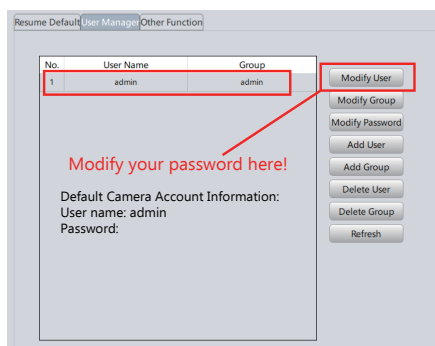 Resume Default User Manager Other Function
No. User Name Group
1 admin admin
Modify User
Modify Group
Modify Password
Add User
Modify your password here!
Add Group
Default Camera Account Information:
Delete User
User name: admin
Delete Group
Password:
Refresh